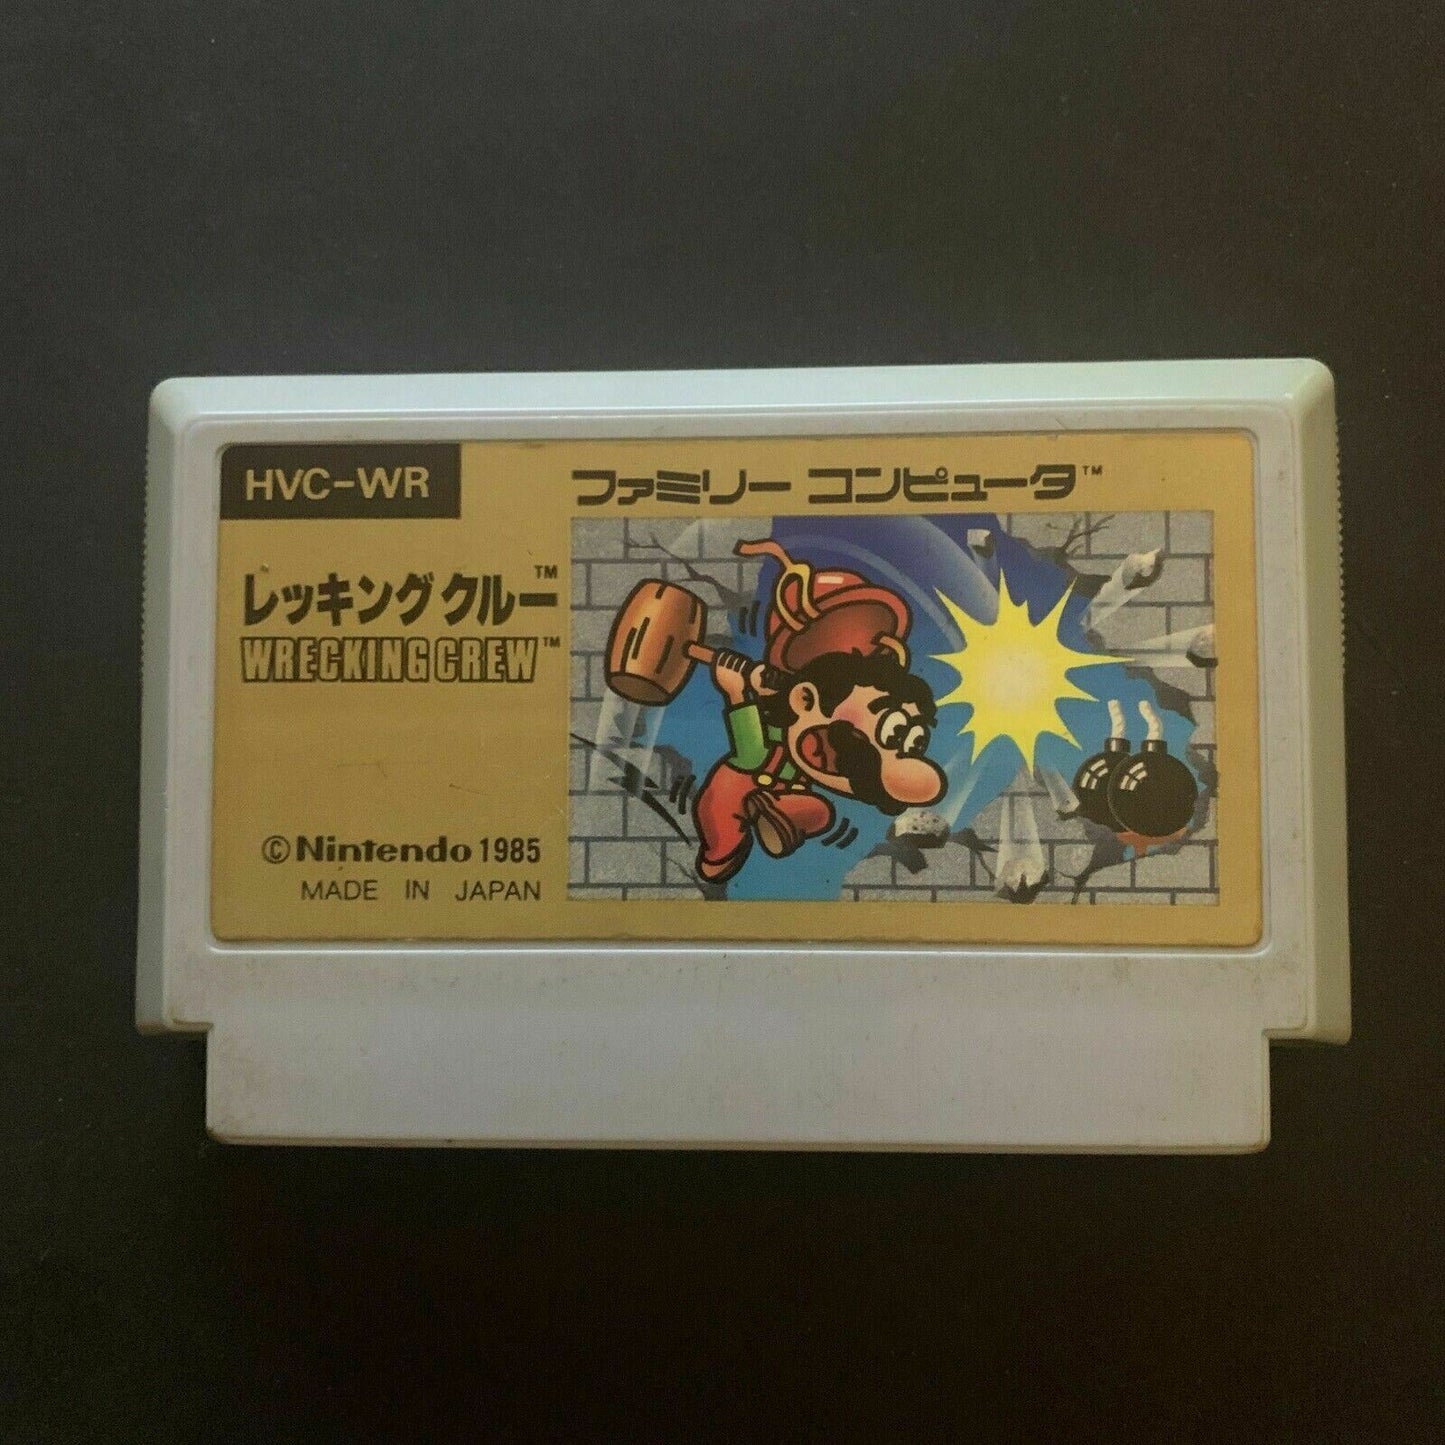 HVC-WR
ファミリー コンピュータ™
レッキングクルー™
WRECKING CREW™
©Nintendo 1985
MADE IN JAPAN